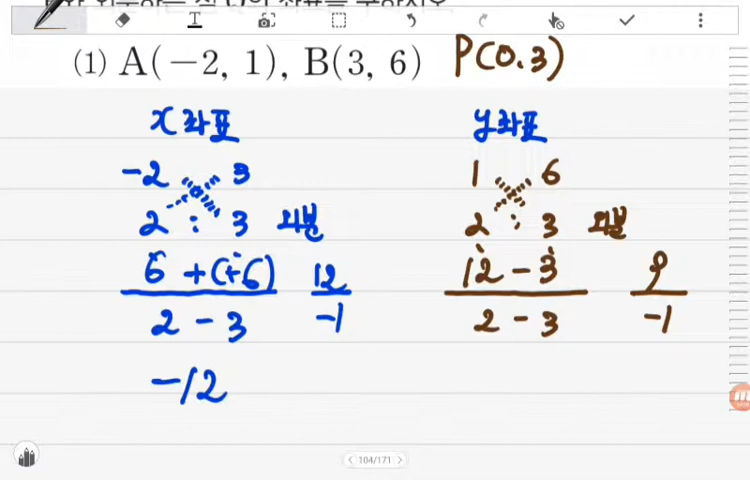 (1) A(−2, 1), B(3, 6) P(0.3)
x좌표
-2 3
2 : 3 외분
6 + (+6) 12
2 - 3 -1
-12
y좌표
1 6
2 : 3 외분
12 - 3 9
2 - 3 -1
104/171